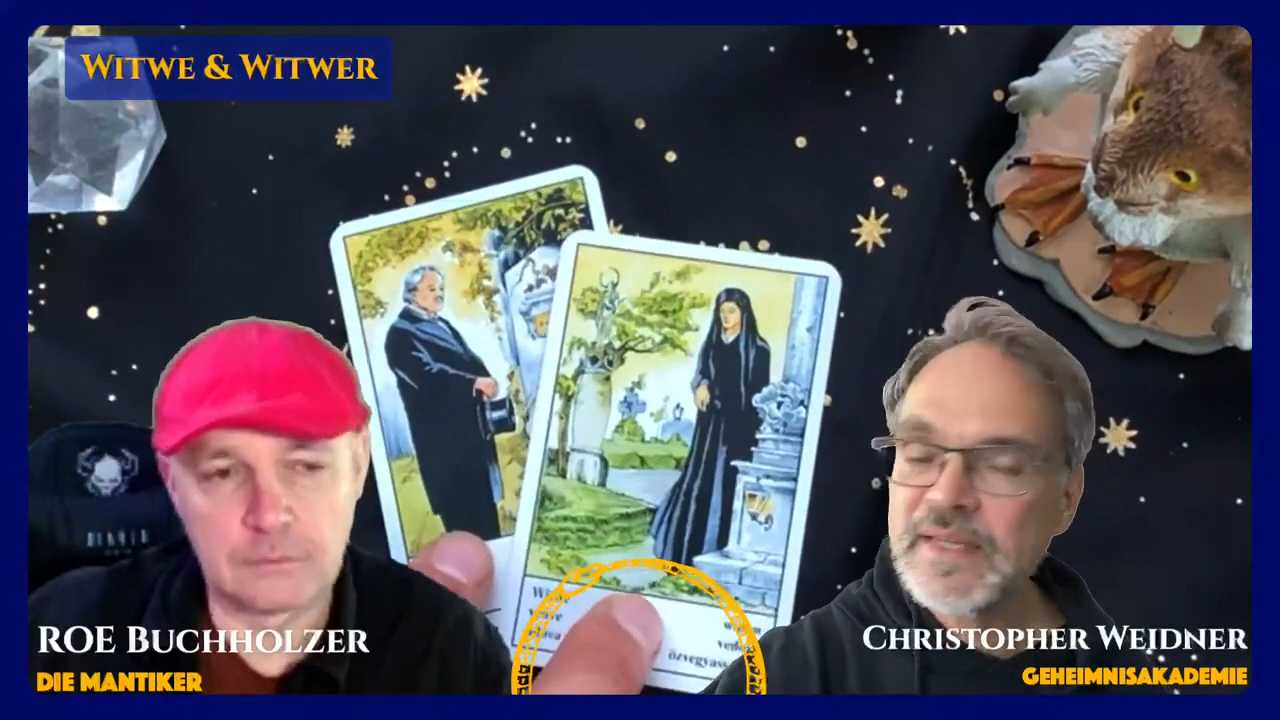 WITWE & WITWER
ROE BUCHHOLZER
DIE MANTIKER
CHRISTOPHER WEIDNER
GEHEIMNISAKADEMIE